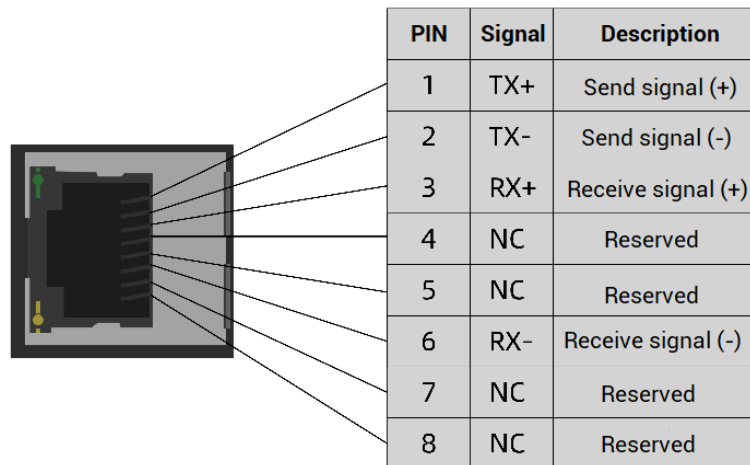 PIN Signal Description
1 TX+ Send signal (+)
2 TX- Send signal (-)
3 RX+ Receive signal (+)
4 NC Reserved
5 NC Reserved
6 RX- Receive signal (-)
7 NC Reserved
8 NC Reserved